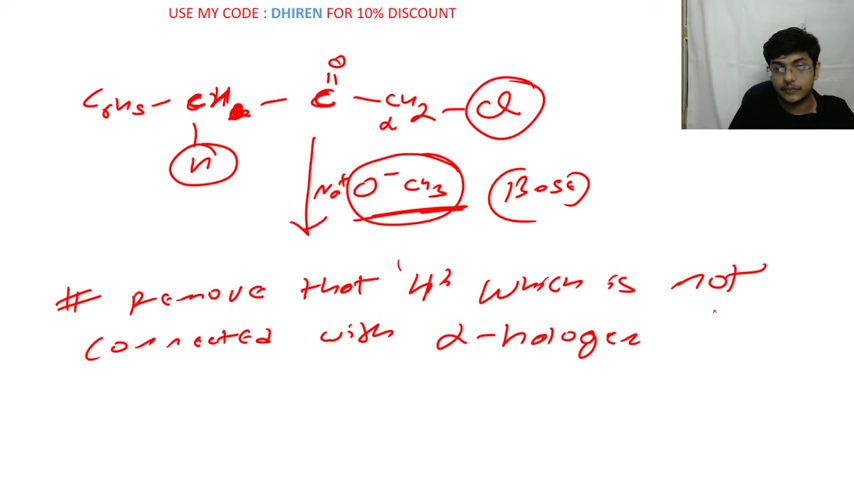 USE MY CODE : DHIREN FOR 10% DISCOUNT
O
C6H5 - CH - C - CH2 - Cl
α
H
Na+ O- CH3 Base
# Remove that 'H' which is not
connected with α-halogen